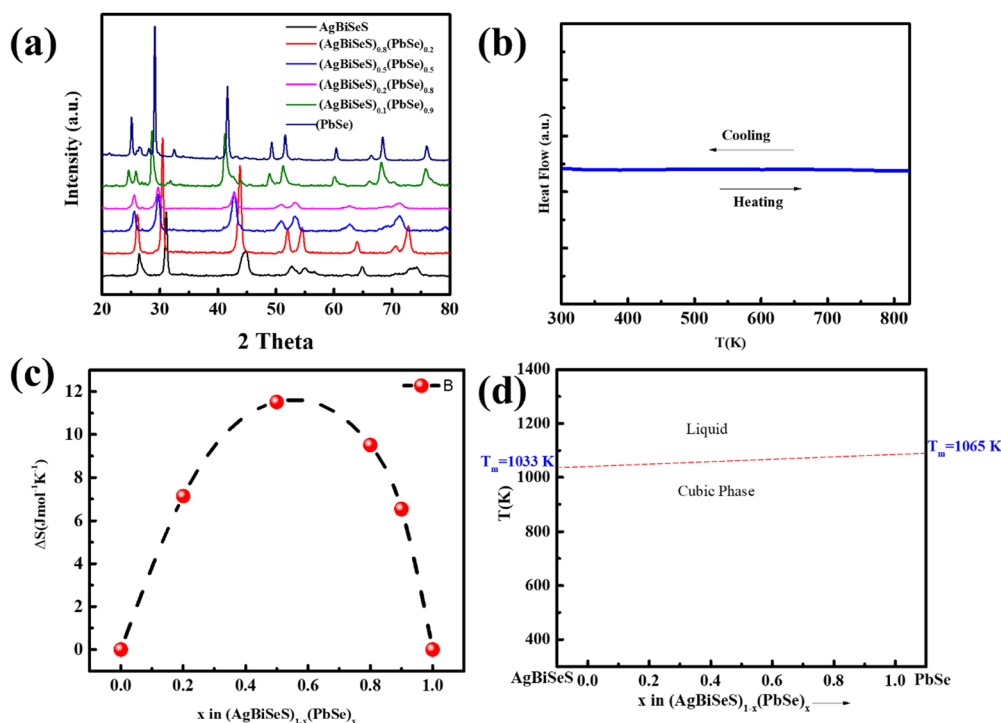 (a)
AgBiSeS
(AgBiSeS)0.8(PbSe)0.2
(AgBiSeS)0.5(PbSe)0.5
(AgBiSeS)0.2(PbSe)0.8
(AgBiSeS)0.1(PbSe)0.9
(PbSe)
Intensity (a.u.)
20 30 40 50 60 70 80
2 Theta
(b)
Heat Flow (a.u.)
Cooling
Heating
300 400 500 600 700 800
T(K)
(c)
B
12
10
8
6
4
2
0
ΔS(Jmol⁻¹K⁻¹)
0.0 0.2 0.4 0.6 0.8 1.0
x in (AgBiSeS)1-x(PbSe)x
(d)
1400
1200
1000
800
600
400
T(K)
Liquid
Tm=1033 K
Tm=1065 K
Cubic Phase
0.0 0.2 0.4 0.6 0.8 1.0
AgBiSeS
PbSe
x in (AgBiSeS)1-x(PbSe)x